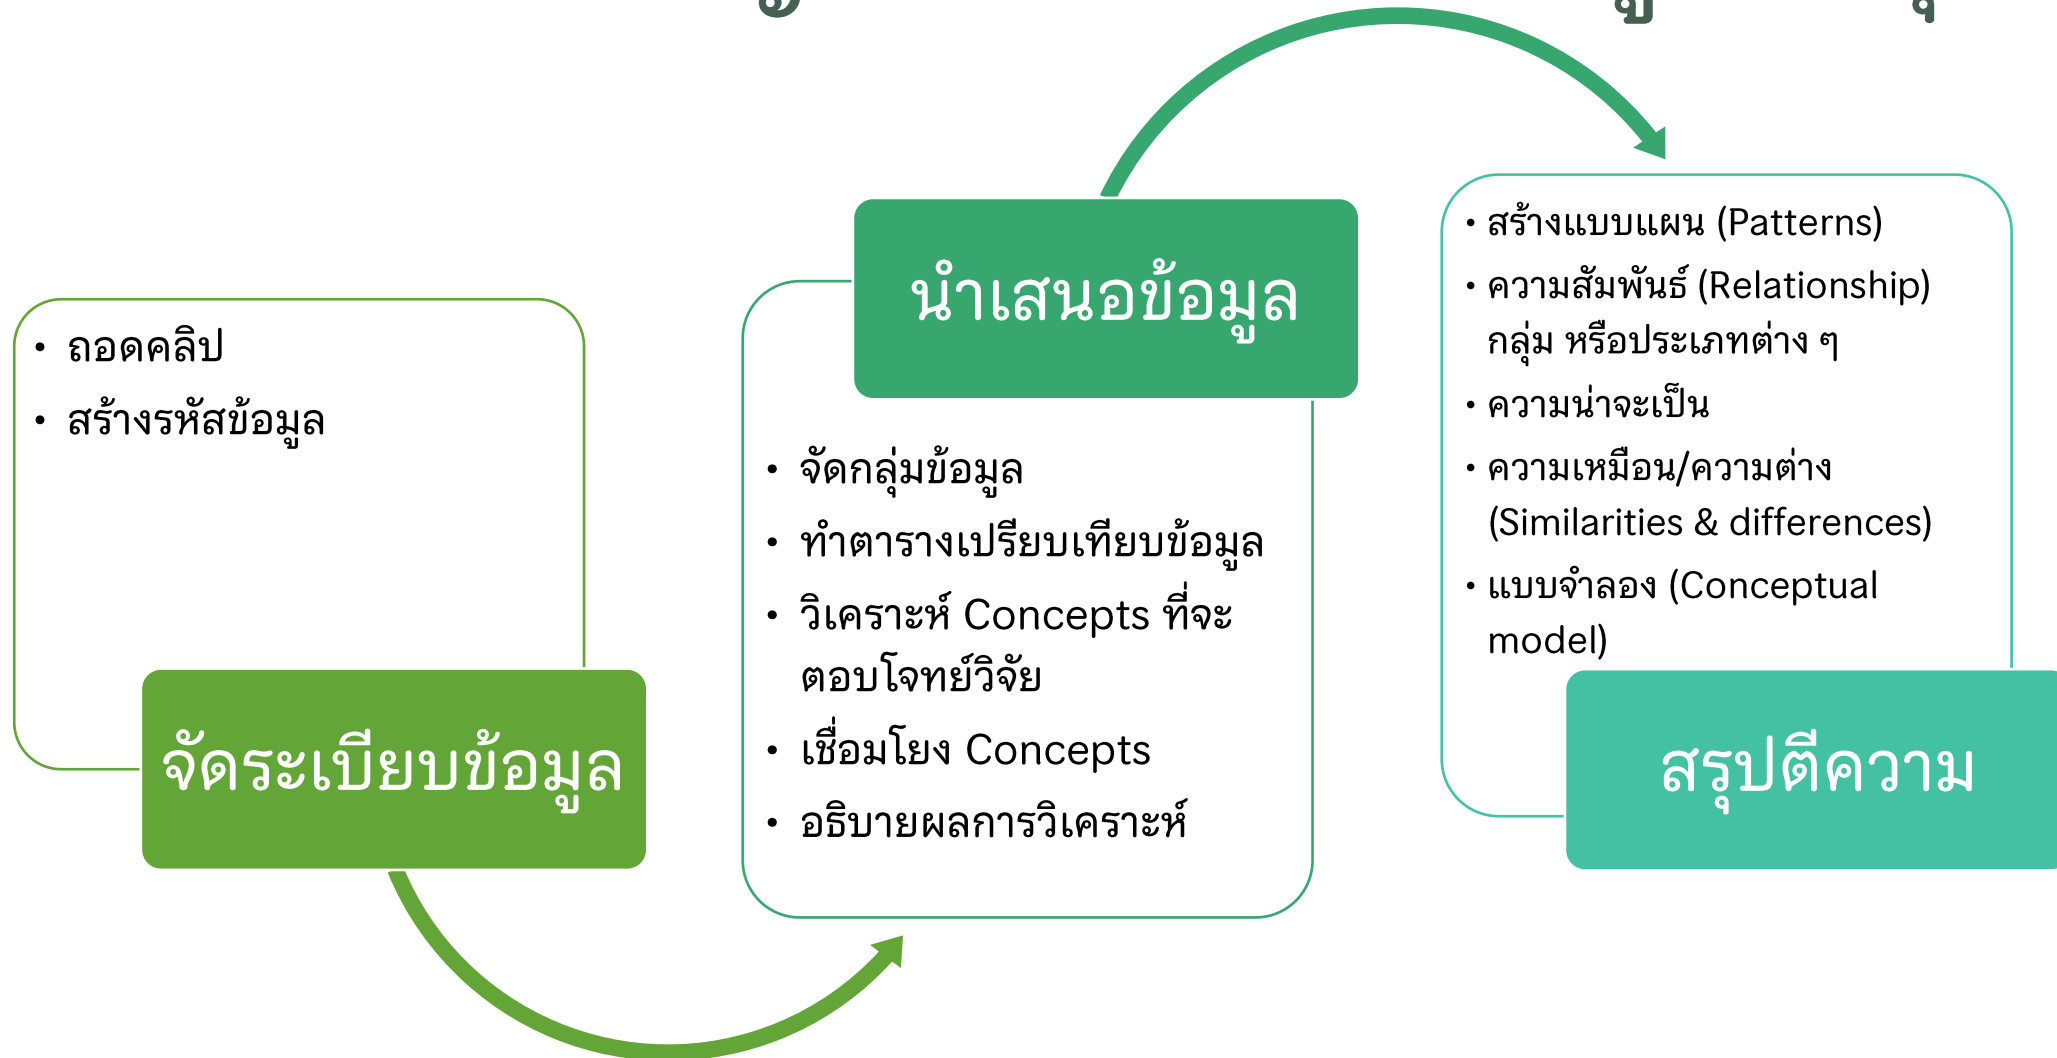 • ถอดคลิป
• สร้างรหัสข้อมูล
จัดระเบียบข้อมูล
นำเสนอข้อมูล
• จัดกลุ่มข้อมูล
• ทำตารางเปรียบเทียบข้อมูล
• วิเคราะห์ Concepts ที่จะ
ตอบโจทย์วิจัย
• เชื่อมโยง Concepts
• อธิบายผลการวิเคราะห์
• สร้างแบบแผน (Patterns)
• ความสัมพันธ์ (Relationship)
กลุ่ม หรือประเภทต่าง ๆ
• ความน่าจะเป็น
• ความเหมือน/ความต่าง
(Similarities & differences)
• แบบจำลอง (Conceptual
model)
สรุปตีความ